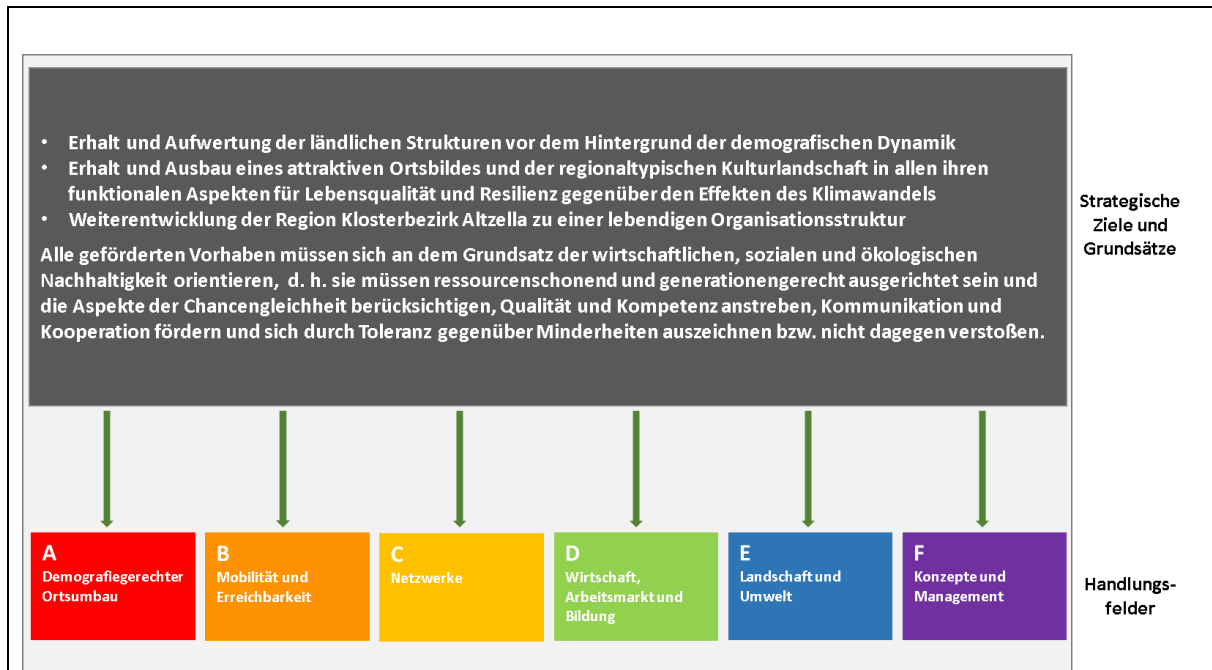 • Erhalt und Aufwertung der ländlichen Strukturen vor dem Hintergrund der demografischen Dynamik
• Erhalt und Ausbau eines attraktiven Ortsbildes und der regionaltypischen Kulturlandschaft in allen ihren
funktionalen Aspekten für Lebensqualität und Resilienz gegenüber den Effekten des Klimawandels
• Weiterentwicklung der Region Klosterbezirk Altzella zu einer lebendigen Organisationsstruktur
Alle geförderten Vorhaben müssen sich an dem Grundsatz der wirtschaftlichen, sozialen und ökologischen
Nachhaltigkeit orientieren, d. h. sie müssen ressourcenschonend und generationengerecht ausgerichtet sein und
die Aspekte der Chancengleichheit berücksichtigen, Qualität und Kompetenz anstreben, Kommunikation und
Kooperation fördern und sich durch Toleranz gegenüber Minderheiten auszeichnen bzw. nicht dagegen verstoßen.
Strategische
Ziele und
Grundsätze
A
Demografiegerechter
Ortsumbau
B
Mobilität und
Erreichbarkeit
C
Netzwerke
D
Wirtschaft,
Arbeitsmarkt und
Bildung
E
Landschaft und
Umwelt
F
Konzepte und
Management
Handlungs-
felder